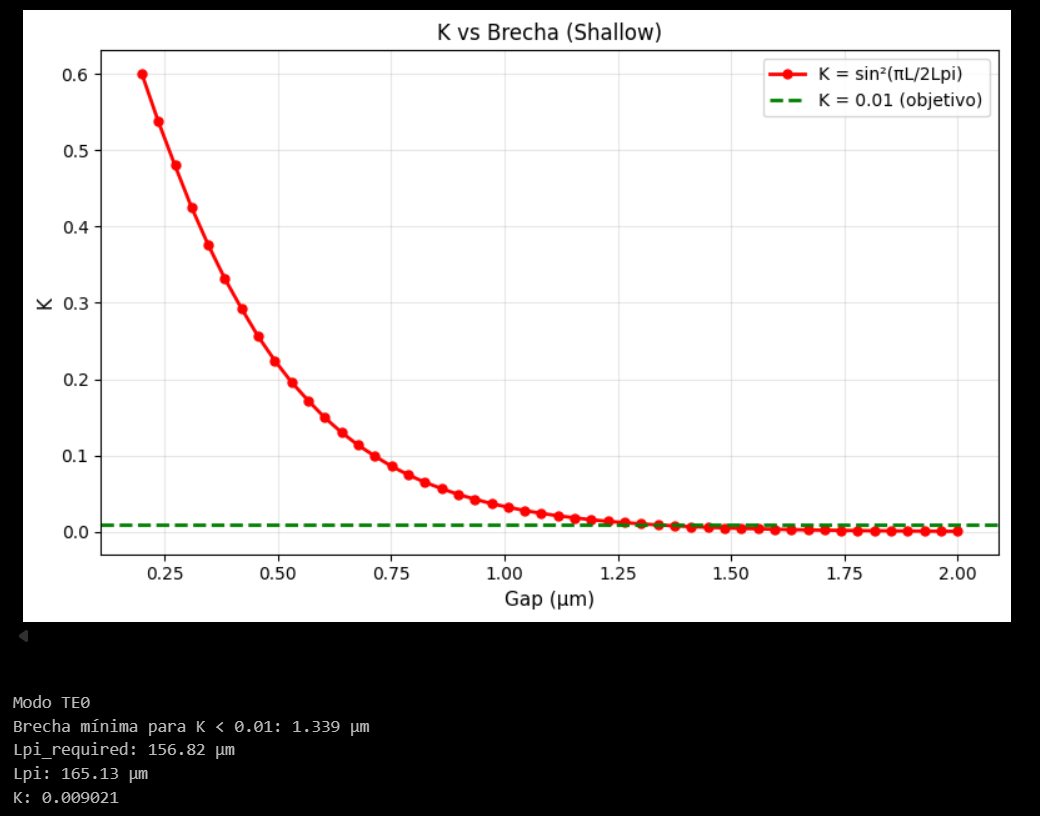 K vs Brecha (Shallow)
K = sin²(πL/2Lpi)
K = 0.01 (objetivo)
0.6
0.5
0.4
0.3
0.2
0.1
0.0
K
0.25 0.50 0.75 1.00 1.25 1.50 1.75 2.00
Gap (μm)
Modo TE0
Brecha mínima para K < 0.01: 1.339 μm
Lpi_required: 156.82 μm
Lpi: 165.13 μm
K: 0.009021